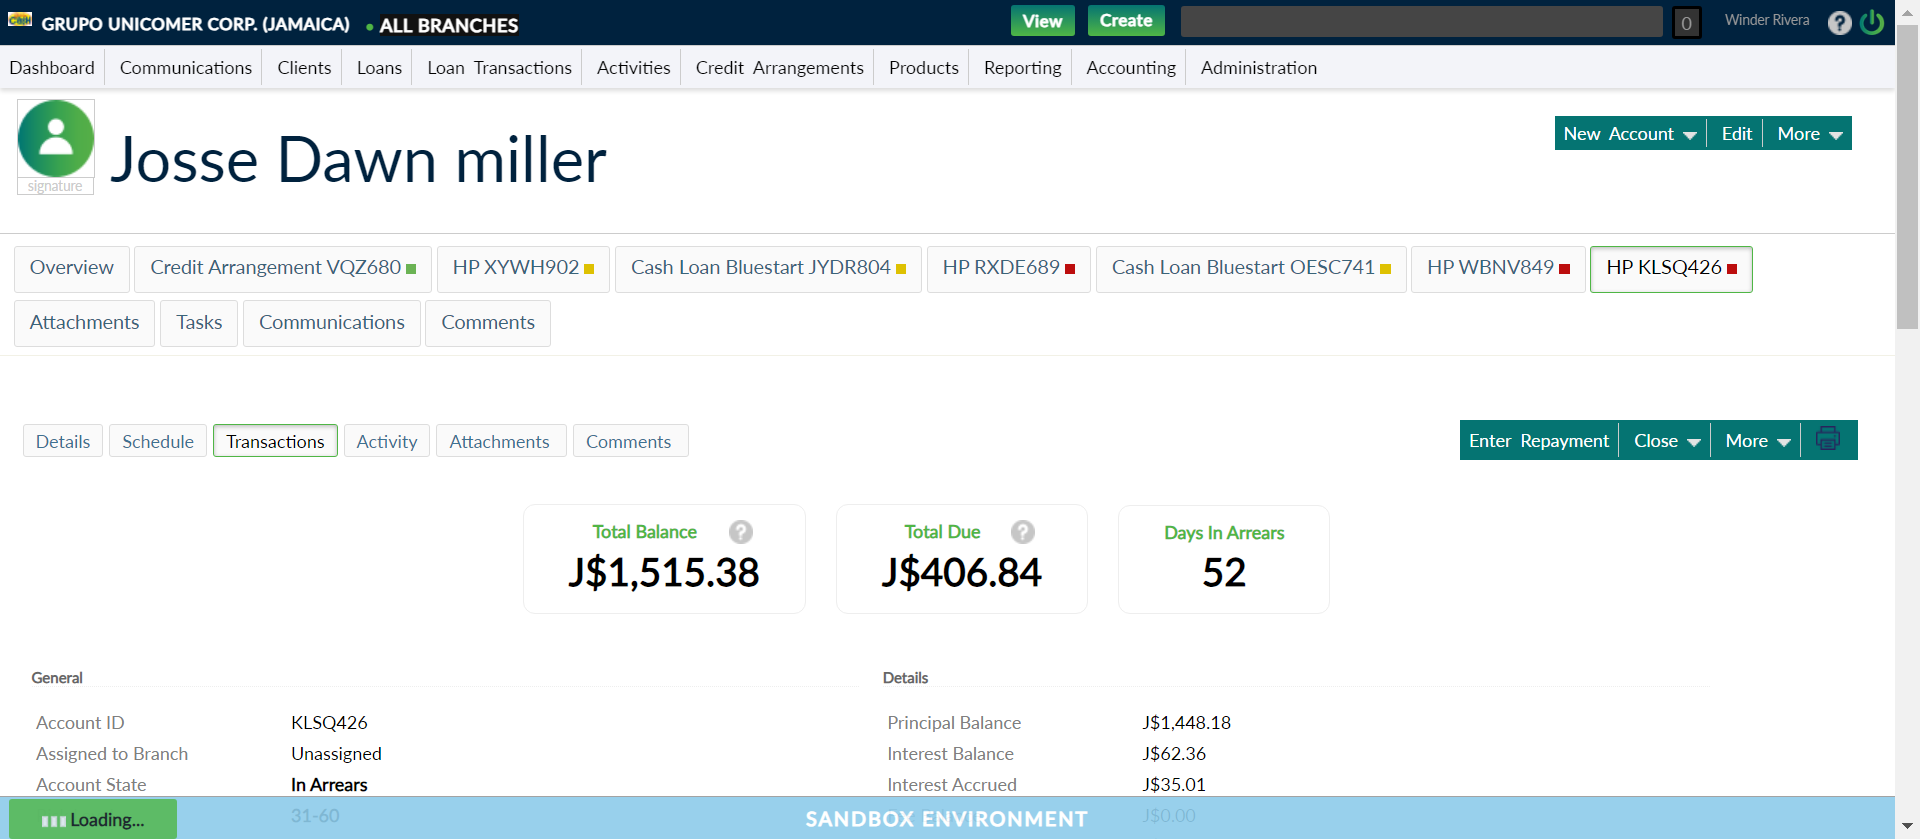 CasH GRUPO UNICOMER CORP. (JAMAICA) ALL BRANCHES View Create 0 Winder Rivera ?
Dashboard Communications Clients Loans Loan Transactions Activities Credit Arrangements Products Reporting Accounting Administration
signature
Josse Dawn miller
New Account Edit More
Overview Credit Arrangement VQZ680 HP XYWH902 Cash Loan Bluestart JYDR804 HP RXDE689 Cash Loan Bluestart OESC741 HP WBNV849 HP KLSQ426
Attachments Tasks Communications Comments
Details Schedule Transactions Activity Attachments Comments
Enter Repayment Close More
Total Balance ? Total Due ? Days In Arrears
J$1,515.38 J$406.84 52
General Details
Account ID KLSQ426 Principal Balance J$1,448.18
Assigned to Branch Unassigned Interest Balance J$62.36
Account State In Arrears Interest Accrued J$35.01
Loading... 31-60 SANDBOX ENVIRONMENT J$0.00